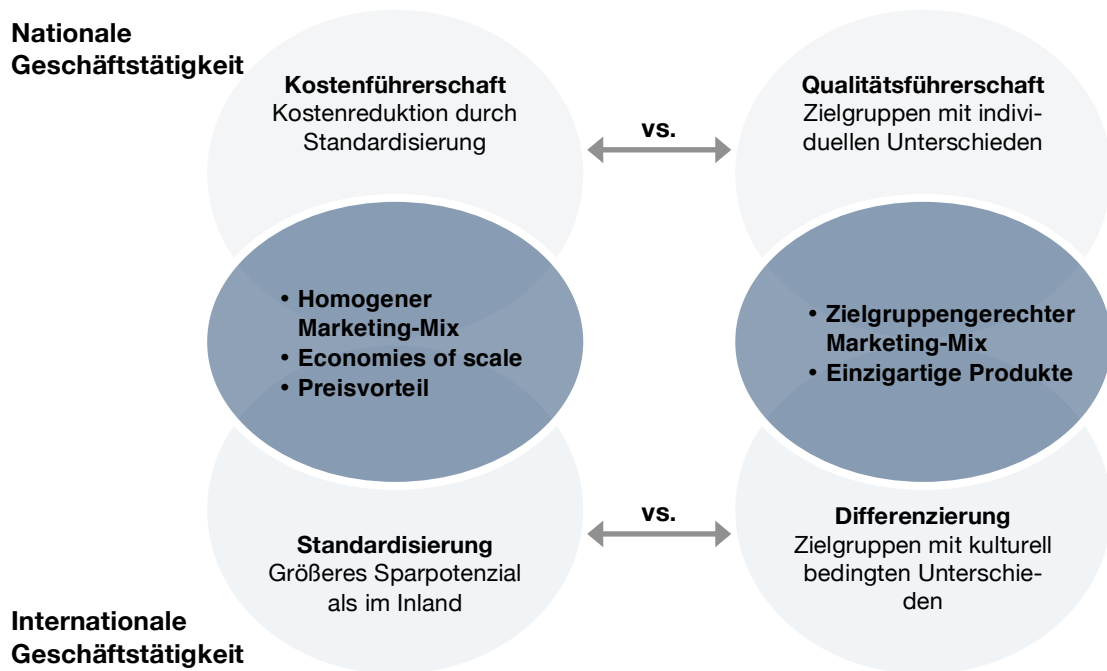 Nationale
Geschäftstätigkeit
Kostenführerschaft
Kostenreduktion durch
Standardisierung
vs.
Qualitätsführerschaft
Zielgruppen mit indivi-
duellen Unterschieden
• Homogener
Marketing-Mix
• Economies of scale
• Preisvorteil
• Zielgruppengerechter
Marketing-Mix
• Einzigartige Produkte
Standardisierung
Größeres Sparpotenzial
als im Inland
vs.
Differenzierung
Zielgruppen mit kulturell
bedingten Unterschie-
den
Internationale
Geschäftstätigkeit